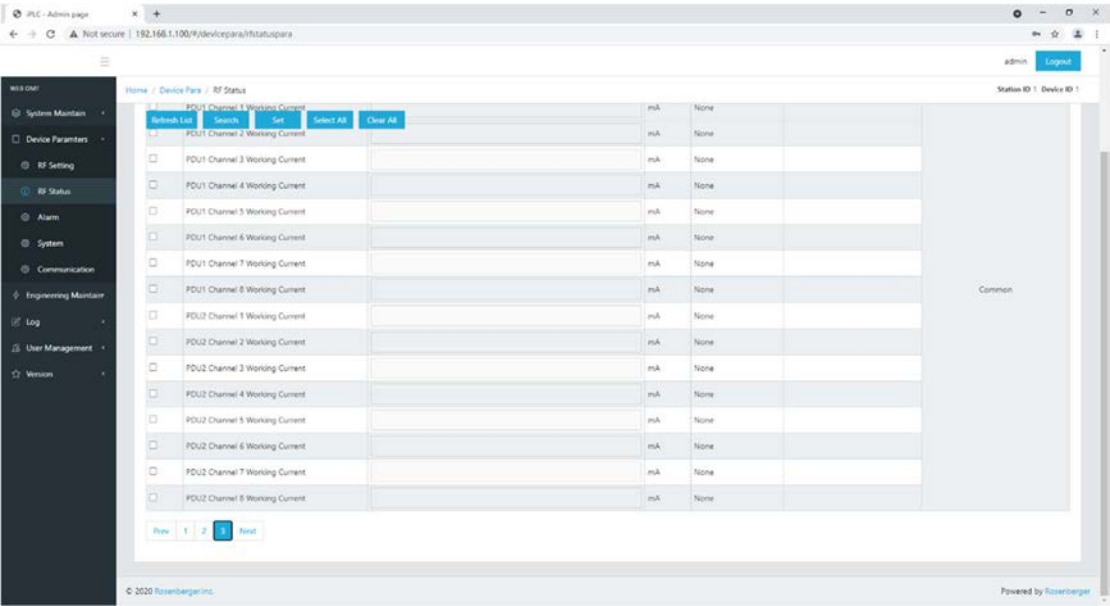 iPLC - Admin page
Not secure | 192.168.1.100/#/devicepara/rfstatuspara
admin Logout
WEB OMT
Home / Device Para / RF Status
Station ID 1 Device ID 1
System Maintain
Device Paramters
RF Setting
RF Status
Alarm
System
Communication
Engineering Maintain
Log
User Management
Version
Refresh List Search Set Select All Clear All
PDU1 Channel 1 Working Current mA None
PDU1 Channel 2 Working Current mA None
PDU1 Channel 3 Working Current mA None
PDU1 Channel 4 Working Current mA None
PDU1 Channel 5 Working Current mA None
PDU1 Channel 6 Working Current mA None
PDU1 Channel 7 Working Current mA None
PDU1 Channel 8 Working Current mA None
Common
PDU2 Channel 1 Working Current mA None
PDU2 Channel 2 Working Current mA None
PDU2 Channel 3 Working Current mA None
PDU2 Channel 4 Working Current mA None
PDU2 Channel 5 Working Current mA None
PDU2 Channel 6 Working Current mA None
PDU2 Channel 7 Working Current mA None
PDU2 Channel 8 Working Current mA None
Prev 1 2 3 Next
© 2020 Rosenberger Inc.
Powered by Rosenberger